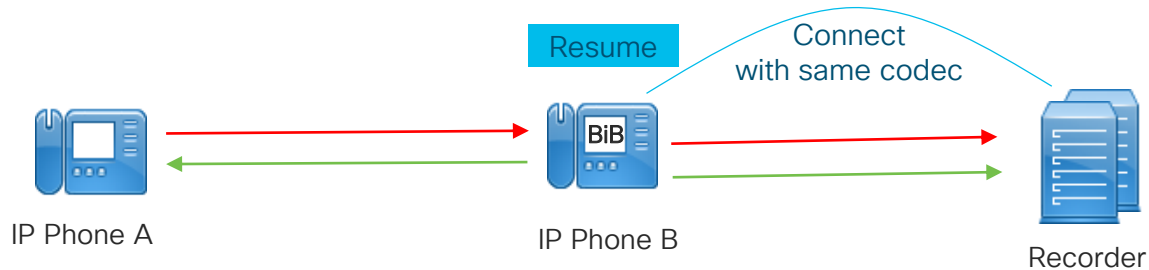 Resume
Connect
with same codec
BiB
IP Phone A
IP Phone B
Recorder